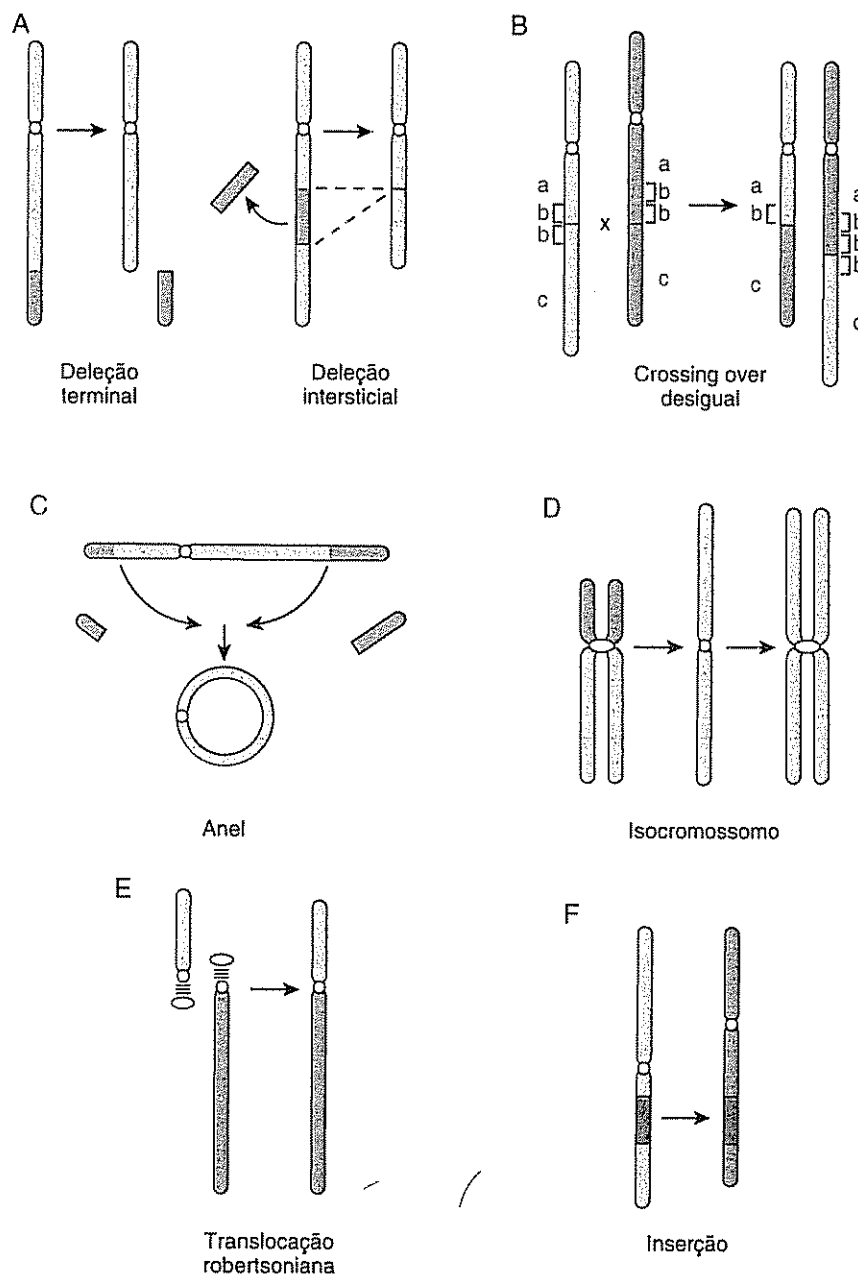 A
Deleção
terminal
Deleção
intersticial
B
a
b
b
c
x
a
b
b
c
a
b
c
a
b
b
b
c
Crossing over
desigual
C
Anel
D
Isocromossomo
E
Translocação
robertsoniana
F
Inserção